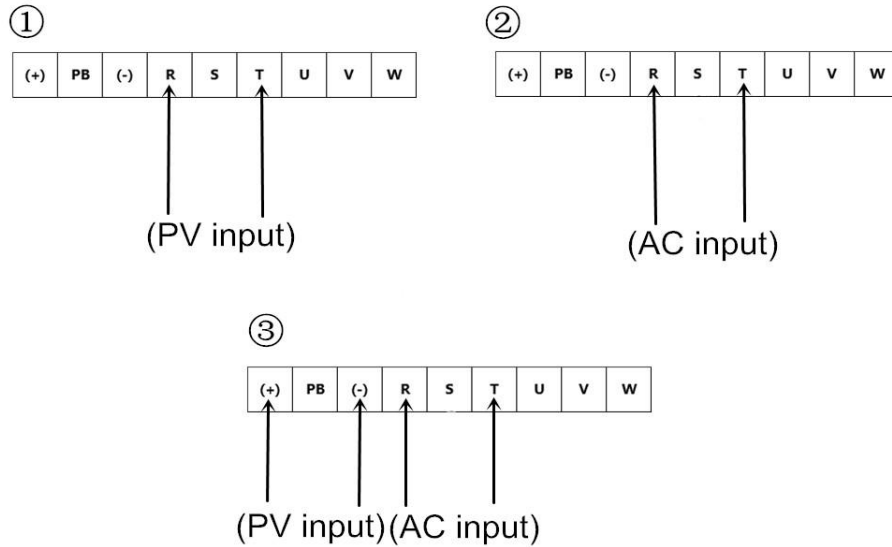 ①
(+) PB (-) R S T U V W
(PV input)
②
(+) PB (-) R S T U V W
(AC input)
③
(+) PB (-) R S T U V W
(PV input) (AC input)